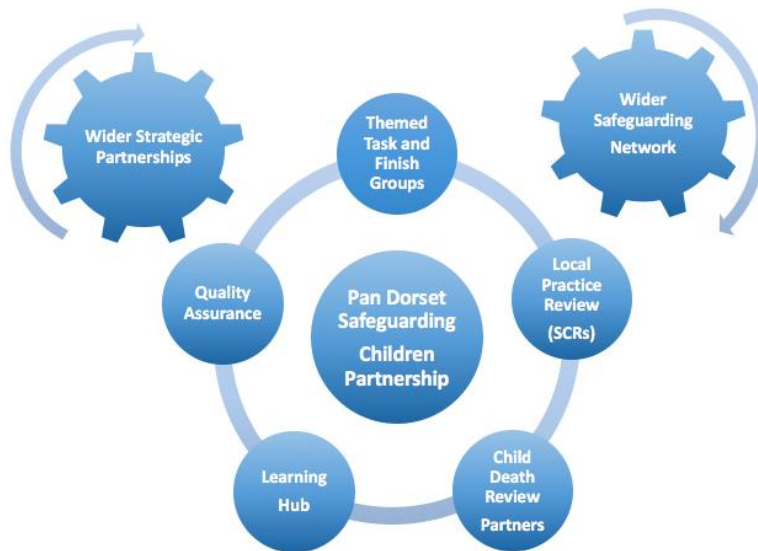 Wider Strategic
Partnerships
Wider
Safeguarding
Network
Themed
Task and
Finish
Groups
Quality
Assurance
Pan Dorset
Safeguarding
Children
Partnership
Local
Practice
Review
(SCRs)
Learning
Hub
Child
Death
Review
Partners